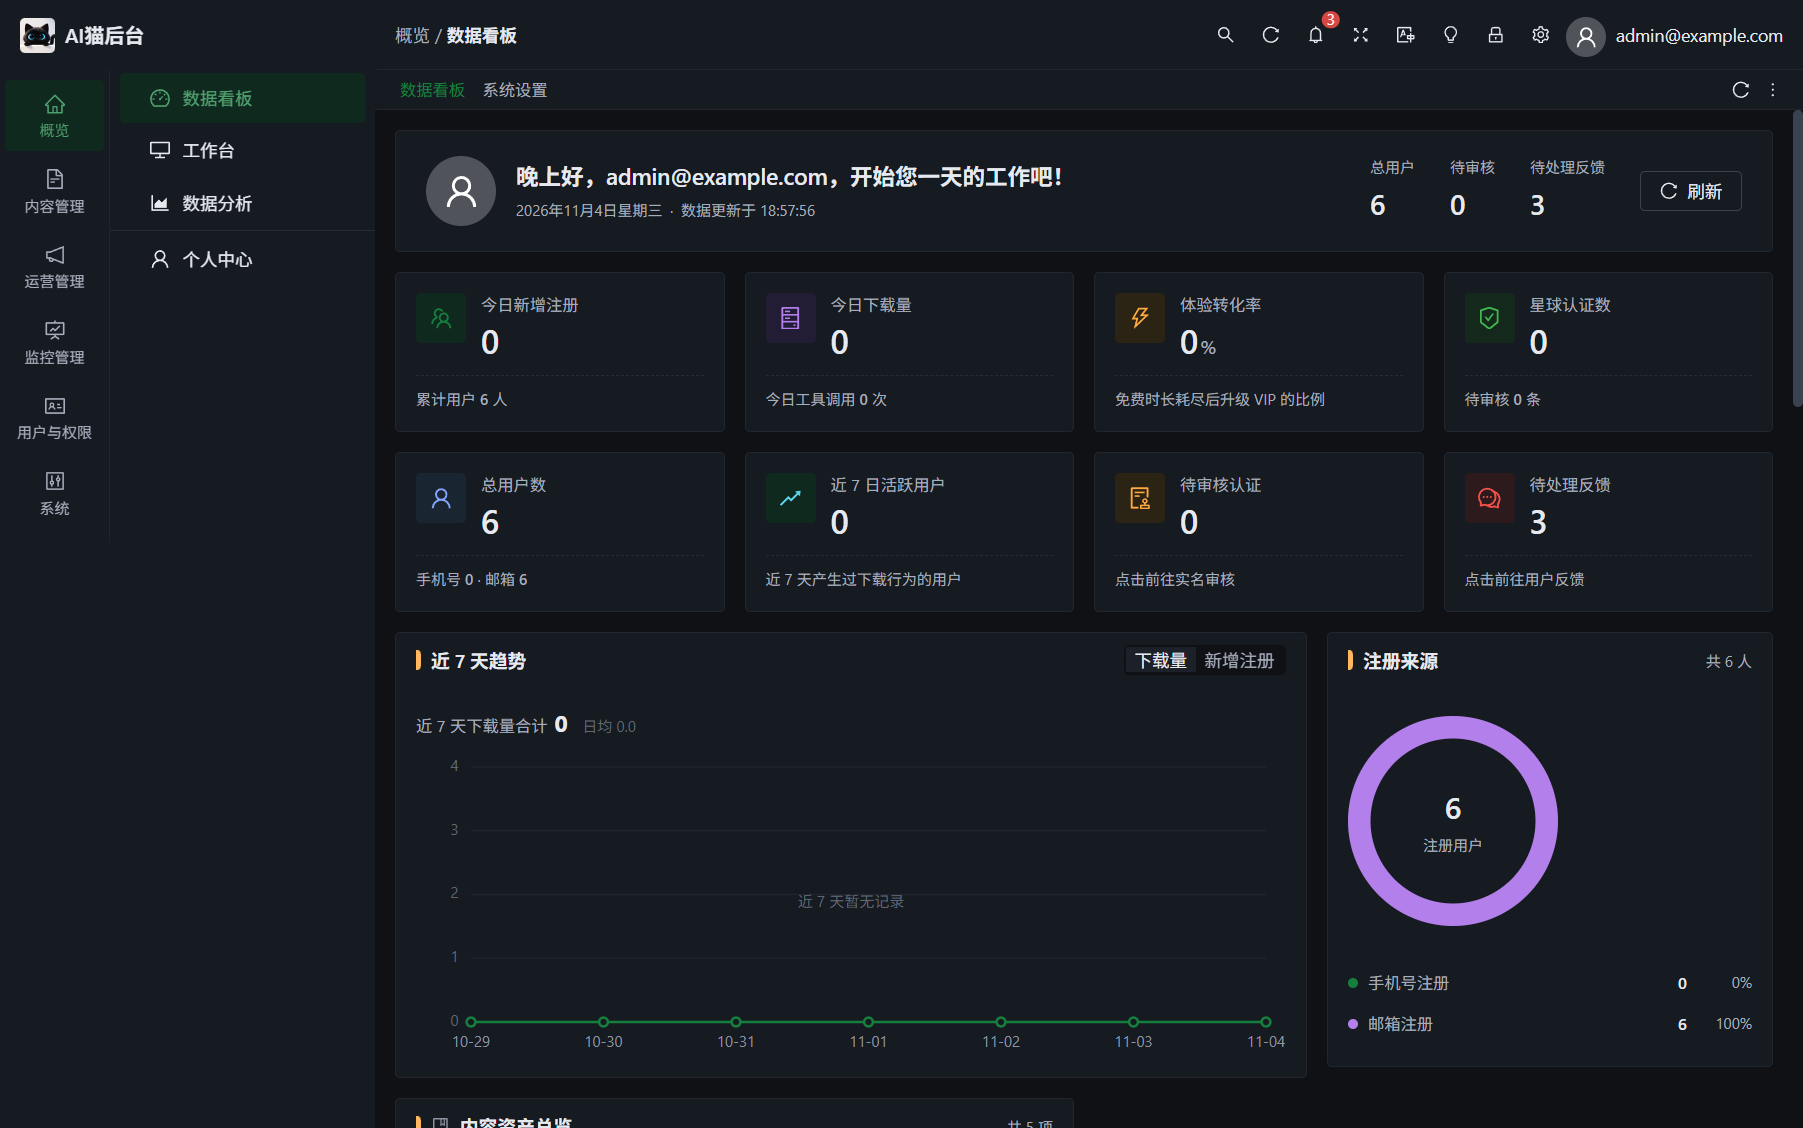 AI猫后台
概览 / 数据看板
3
admin@example.com
概览
内容管理
运营管理
监控管理
用户与权限
系统
数据看板
工作台
数据分析
个人中心
数据看板 系统设置
晚上好，admin@example.com，开始您一天的工作吧！
2026年11月4日星期三 · 数据更新于 18:57:56
总用户 待审核 待处理反馈
6 0 3
刷新
今日新增注册
0
累计用户 6 人
今日下载量
0
今日工具调用 0 次
体验转化率
0%
免费时长耗尽后升级 VIP 的比例
星球认证数
0
待审核 0 条
总用户数
6
手机号 0 · 邮箱 6
近 7 日活跃用户
0
近 7 天产生过下载行为的用户
待审核认证
0
点击前往实名审核
待处理反馈
3
点击前往用户反馈
近 7 天趋势
下载量 新增注册
近 7 天下载量合计 0 日均 0.0
4
3
2
1
0
近 7 天暂无记录
10-29 10-30 10-31 11-01 11-02 11-03 11-04
注册来源
共 6 人
6
注册用户
手机号注册 0 0%
邮箱注册 6 100%
内容资产总览
共 5 项